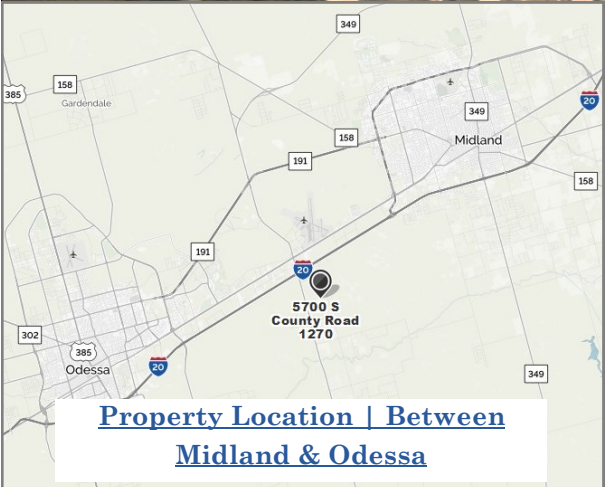 349
158
385
Gardendale
20
349
158
Midland
191
158
191
20
5700 S
County Road
1270
302
385
Odessa
20
349
Property Location | Between
Midland & Odessa